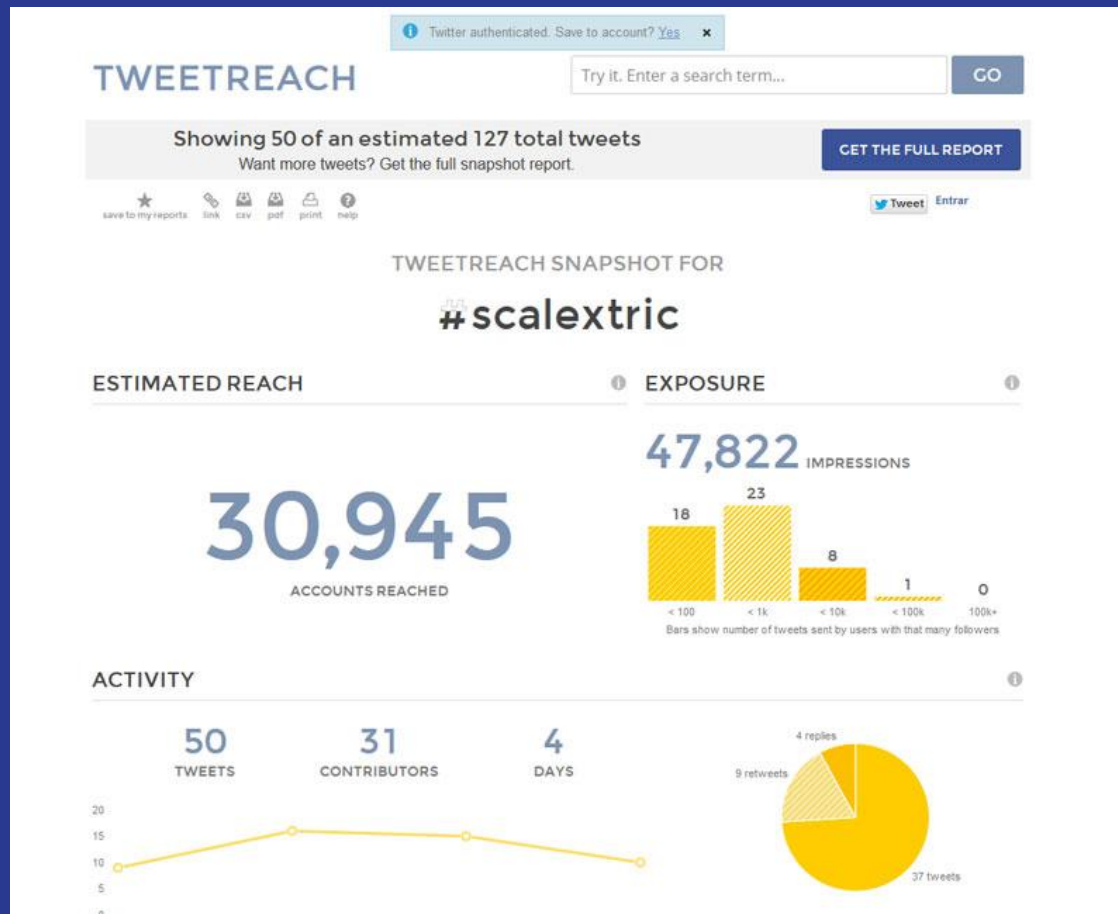 Twitter authenticated. Save to account? Yes x
TWEETREACH
Try it. Enter a search term...
GO
Showing 50 of an estimated 127 total tweets
Want more tweets? Get the full snapshot report.
GET THE FULL REPORT
save to my reports link csv pdf print help
Tweet Entrar
TWEETREACH SNAPSHOT FOR
#scalextric
ESTIMATED REACH
30,945
ACCOUNTS REACHED
EXPOSURE
47,822 IMPRESSIONS
18 23 8 1 0
< 100 < 1k < 10k < 100k 100k+
Bars show number of tweets sent by users with that many followers
ACTIVITY
50 31 4
TWEETS CONTRIBUTORS DAYS
20
15
10
5
4 replies
9 retweets
37 tweets